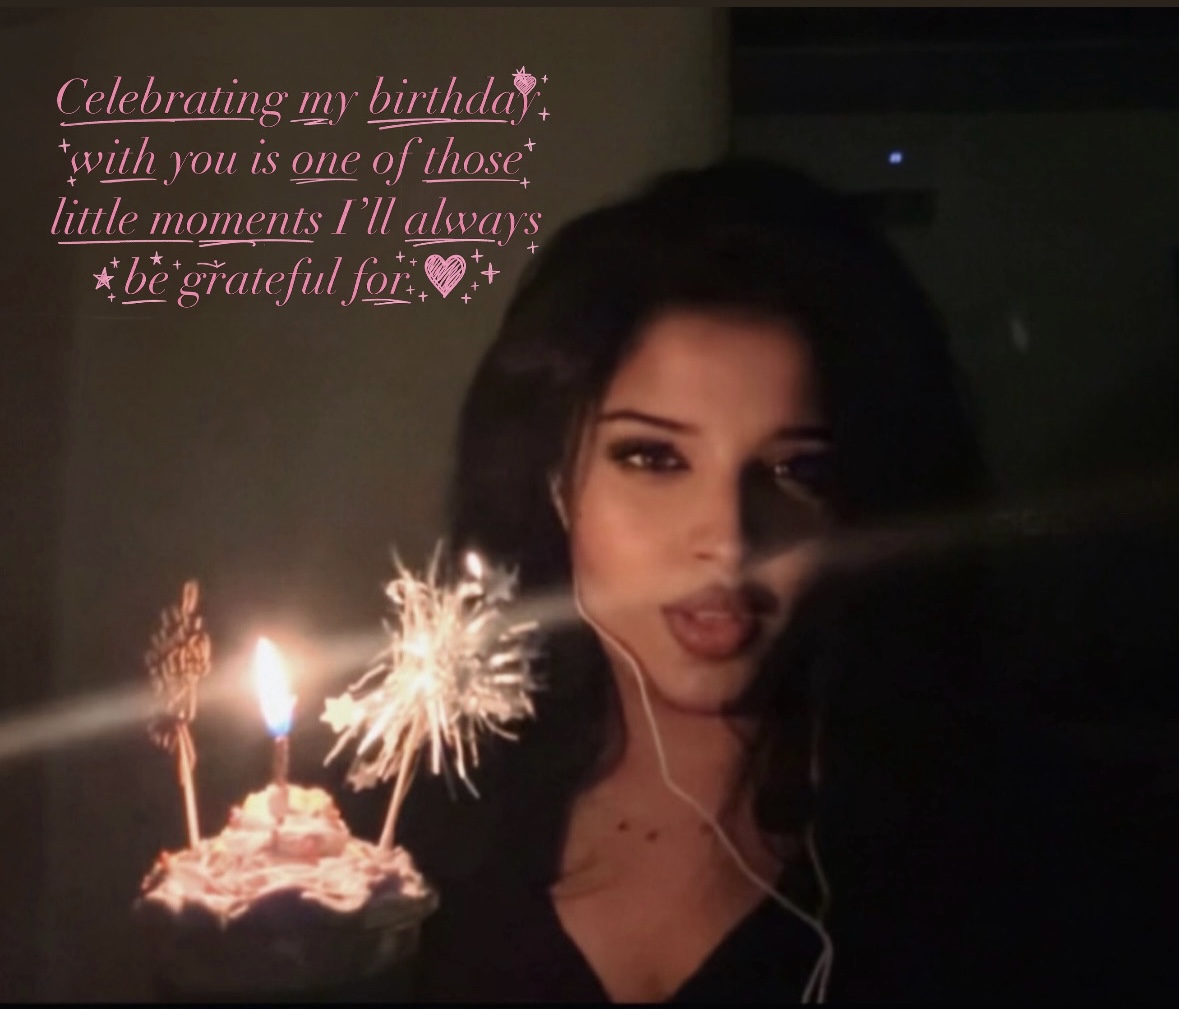 Celebrating my birthday
with you is one of those
little moments I’ll always
be grateful for.